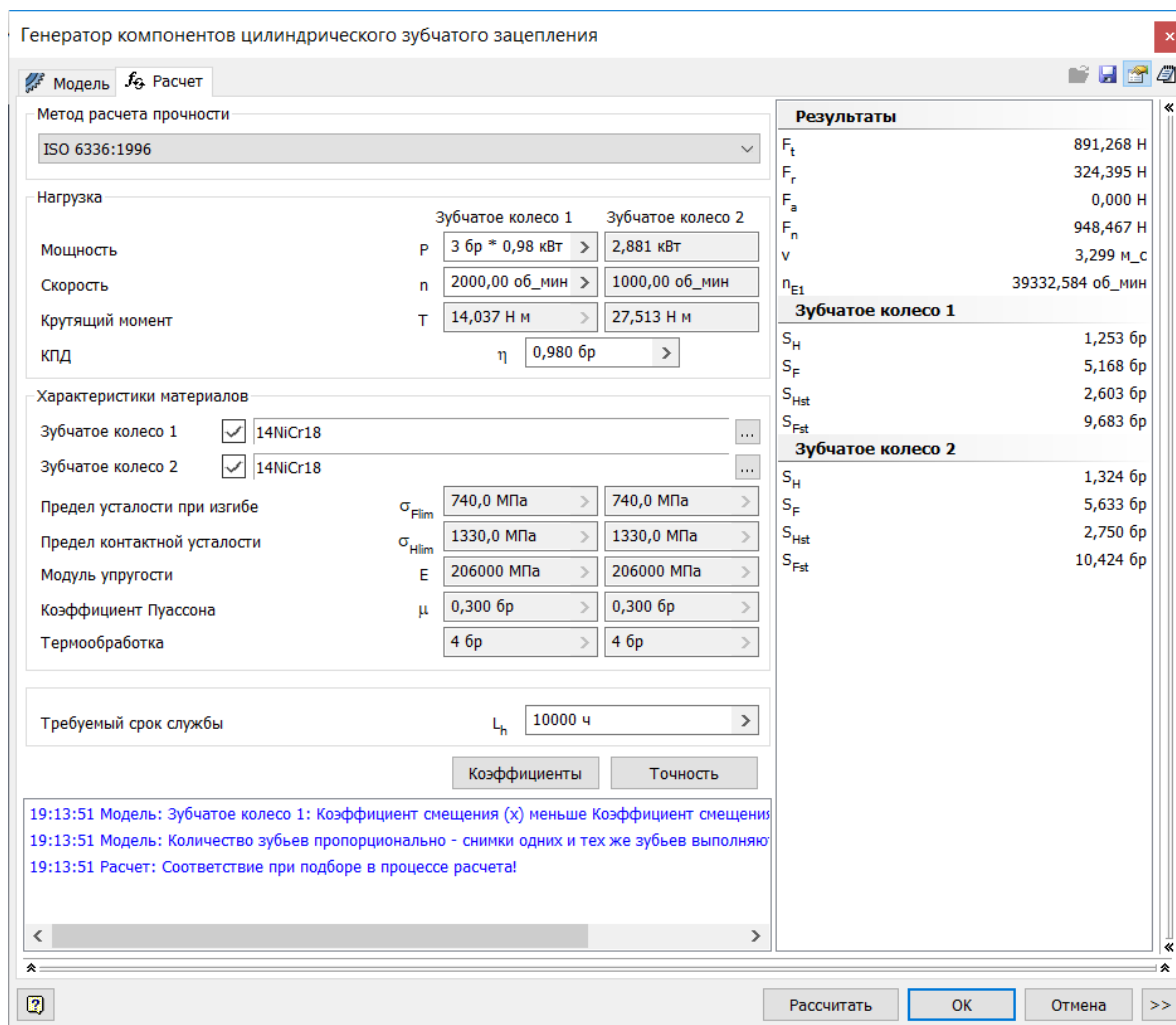 Генератор компонентов цилиндрического зубчатого зацепления
Модель
Расчет
Метод расчета прочности
ISO 6336:1996
Нагрузка
Зубчатое колесо 1 Зубчатое колесо 2
Мощность P 3 бр * 0,98 кВт 2,881 кВт
Скорость n 2000,00 об_мин 1000,00 об_мин
Крутящий момент T 14,037 Н м 27,513 Н м
КПД η 0,980 бр
Характеристики материалов
Зубчатое колесо 1 14NiCr18 ...
Зубчатое колесо 2 14NiCr18 ...
Предел усталости при изгибе σFlim 740,0 МПа 740,0 МПа
Предел контактной усталости σHlim 1330,0 МПа 1330,0 МПа
Модуль упругости E 206000 МПа 206000 МПа
Коэффициент Пуассона μ 0,300 бр 0,300 бр
Термообработка 4 бр 4 бр
Требуемый срок службы Lh 10000 ч
Коэффициенты Точность
19:13:51 Модель: Зубчатое колесо 1: Коэффициент смещения (x) меньше Коэффициент смещения
19:13:51 Модель: Количество зубьев пропорционально - снимки одних и тех же зубьев выполняют
19:13:51 Расчет: Соответствие при подборе в процессе расчета!
Результаты
Ft 891,268 Н
Fr 324,395 Н
Fa 0,000 Н
Fn 948,467 Н
v 3,299 м_с
nE1 39332,584 об_мин
Зубчатое колесо 1
SH 1,253 бр
SF 5,168 бр
SHst 2,603 бр
SFst 9,683 бр
Зубчатое колесо 2
SH 1,324 бр
SF 5,633 бр
SHst 2,750 бр
SFst 10,424 бр
Рассчитать ОК Отмена >>